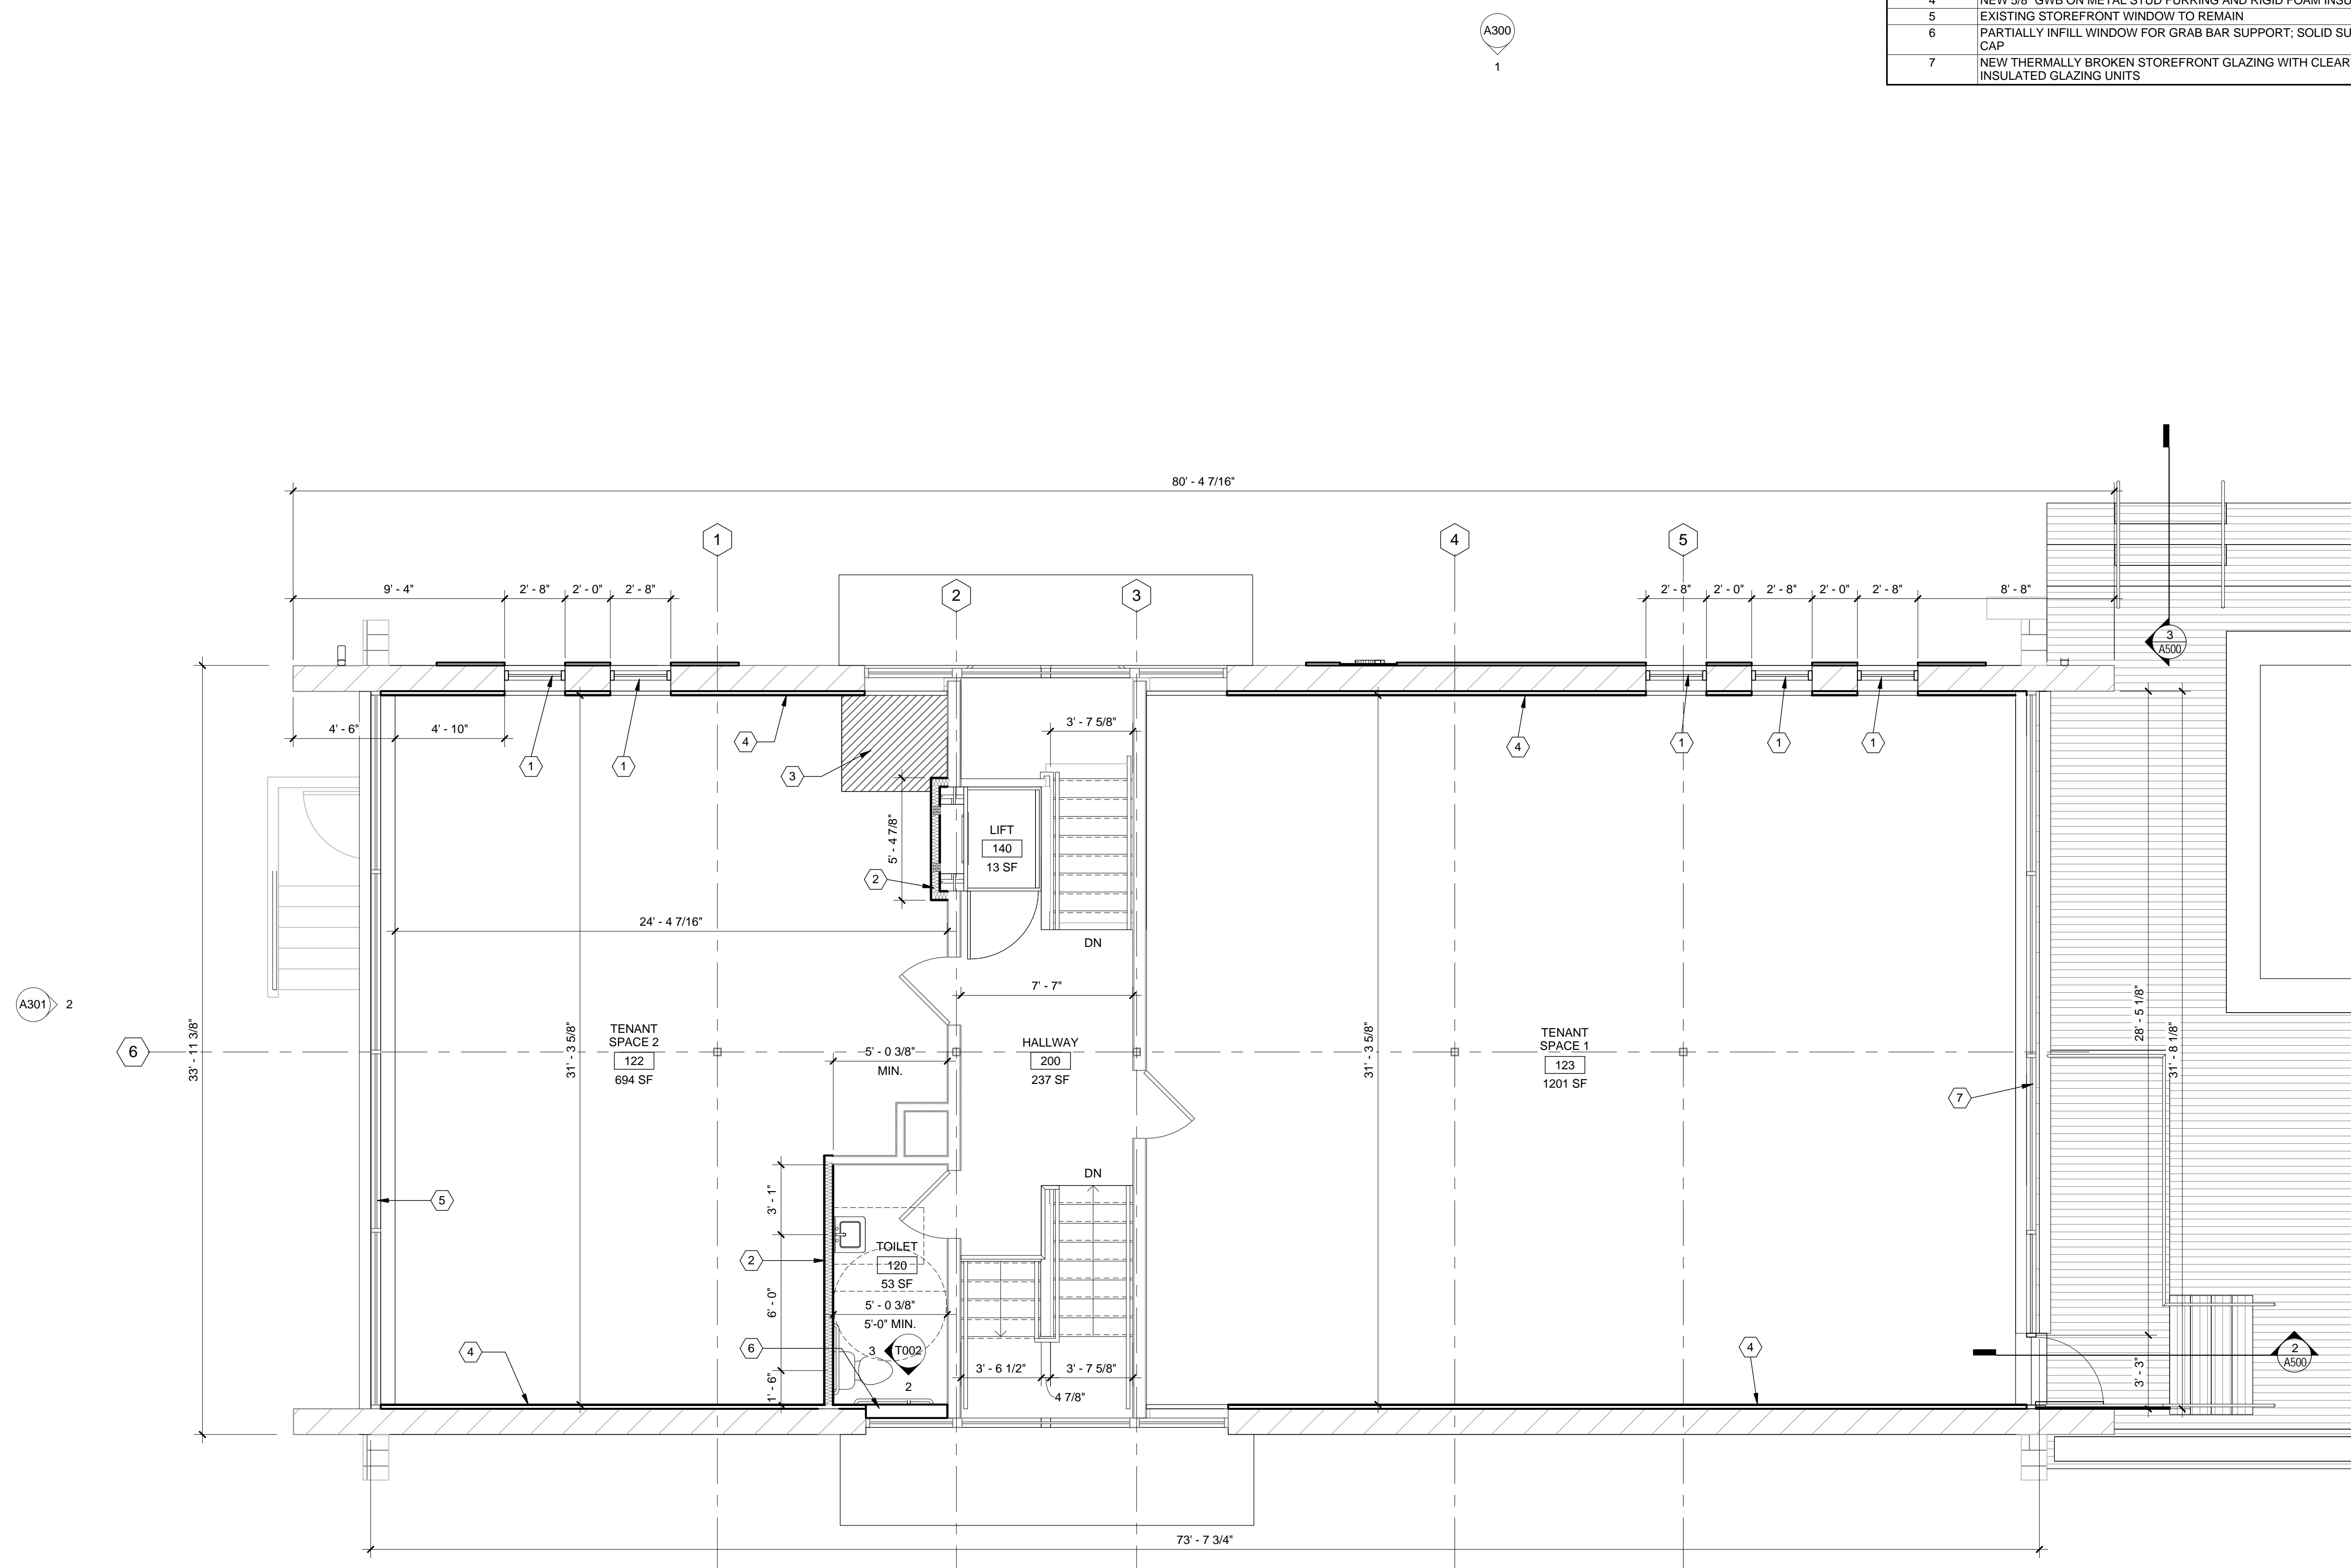 4 NEW 5/8" GWB ON METAL STUD FURRING AND RIGID FOAM
5 EXISTING STOREFRONT WINDOW TO REMAIN
6 PARTIALLY INFILL WINDOW FOR GRAB BAR SUPPORT; SOLID
CAP
7 NEW THERMALLY BROKEN STOREFRONT GLAZING WITH CLEAR
INSULATED GLAZING UNITS
A300
1
80' - 4 7/16"
1
4
5
9' - 4"
2' - 8"
2' - 0"
2' - 8"
2
3
2' - 8"
2' - 0"
2' - 8"
2' - 0"
2' - 8"
8' - 8"
3
A500
4' - 6"
4' - 10"
3' - 7 5/8"
1
1
4
3
4
1
1
1
LIFT
140
13 SF
5' - 4 7/8"
2
24' - 4 7/16"
DN
7' - 7"
A301
2
6
33' - 11 3/8"
31' - 3 5/8"
TENANT
SPACE 2
122
694 SF
5' - 0 3/8"
MIN.
HALLWAY
200
237 SF
31' - 3 5/8"
TENANT
SPACE 1
123
1201 SF
28' - 5 1/8"
31' - 8 1/8"
7
5
3' - 1"
DN
2
TOILET
120
53 SF
6' - 0"
5' - 0 3/8"
5'-0" MIN.
6
3
T002
2
4
1' - 6"
3' - 6 1/2"
3' - 7 5/8"
4 7/8"
4
3' - 3"
2
A500
73' - 7 3/4"